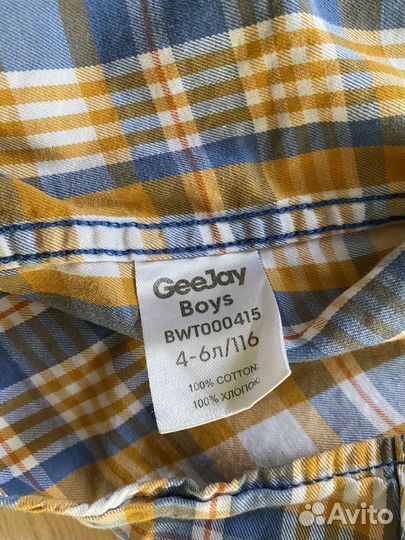 GeeJay
Boys
BWT000415
4-6л/116
100% COTTON:
100% ХЛОПОК:
Avito